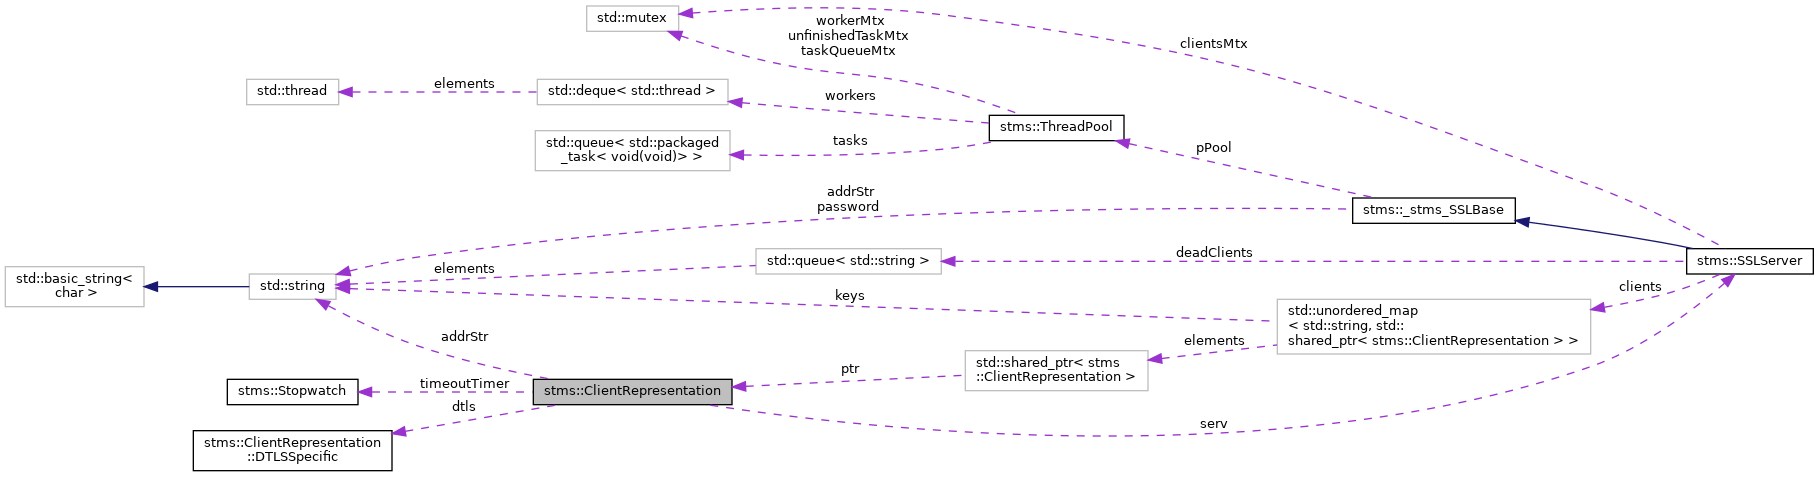 std::mutex
workerMtx
unfinishedTaskMtx
taskQueueMtx
clientsMtx
std::thread
elements
std::deque< std::thread >
workers
stms::ThreadPool
std::queue< std::packaged
_task< void(void)> >
tasks
pPool
addrStr
password
stms::_stms_SSLBase
std::basic_string<
char >
std::string
elements
std::queue< std::string >
deadClients
stms::SSLServer
keys
clients
std::unordered_map
< std::string, std::
shared_ptr< stms::ClientRepresentation > >
addrStr
elements
std::shared_ptr< stms
::ClientRepresentation >
ptr
stms::Stopwatch
timeoutTimer
stms::ClientRepresentation
dtls
serv
stms::ClientRepresentation
::DTLSSpecific